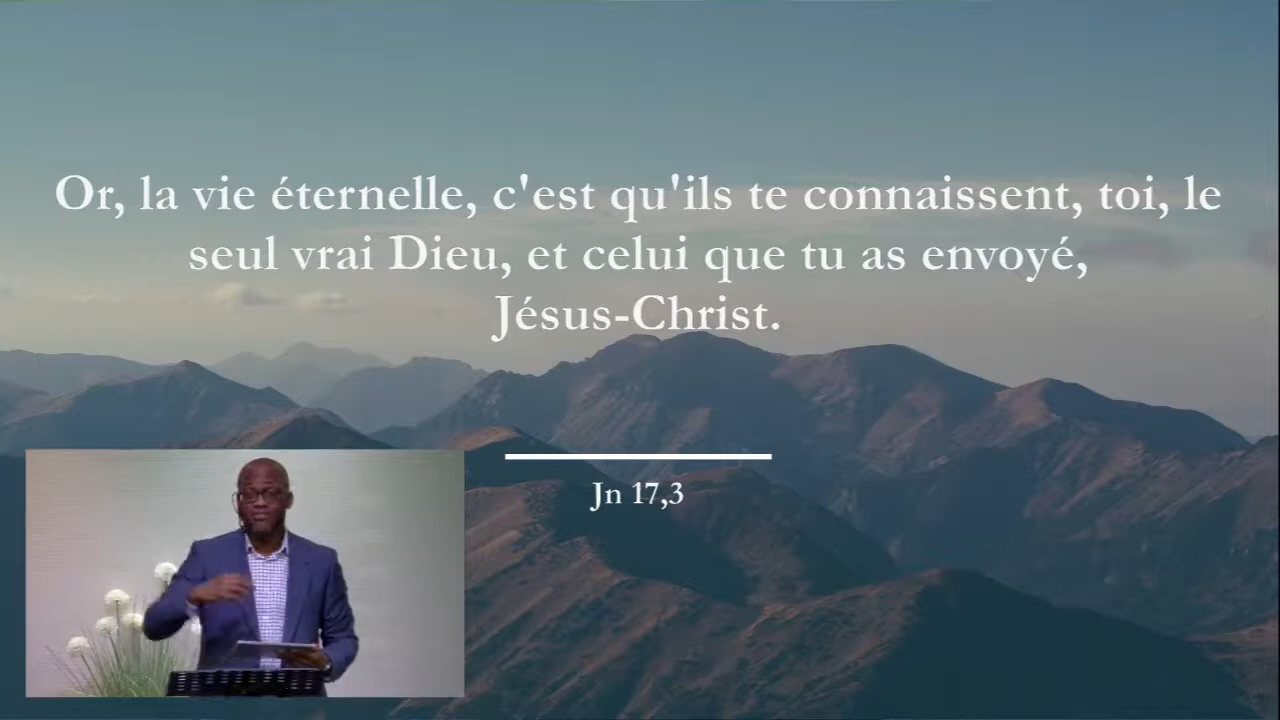 Or, la vie éternelle, c'est qu'ils te connaissent, toi, le
seul vrai Dieu, et celui que tu as envoyé,
Jésus-Christ.
Jn 17,3